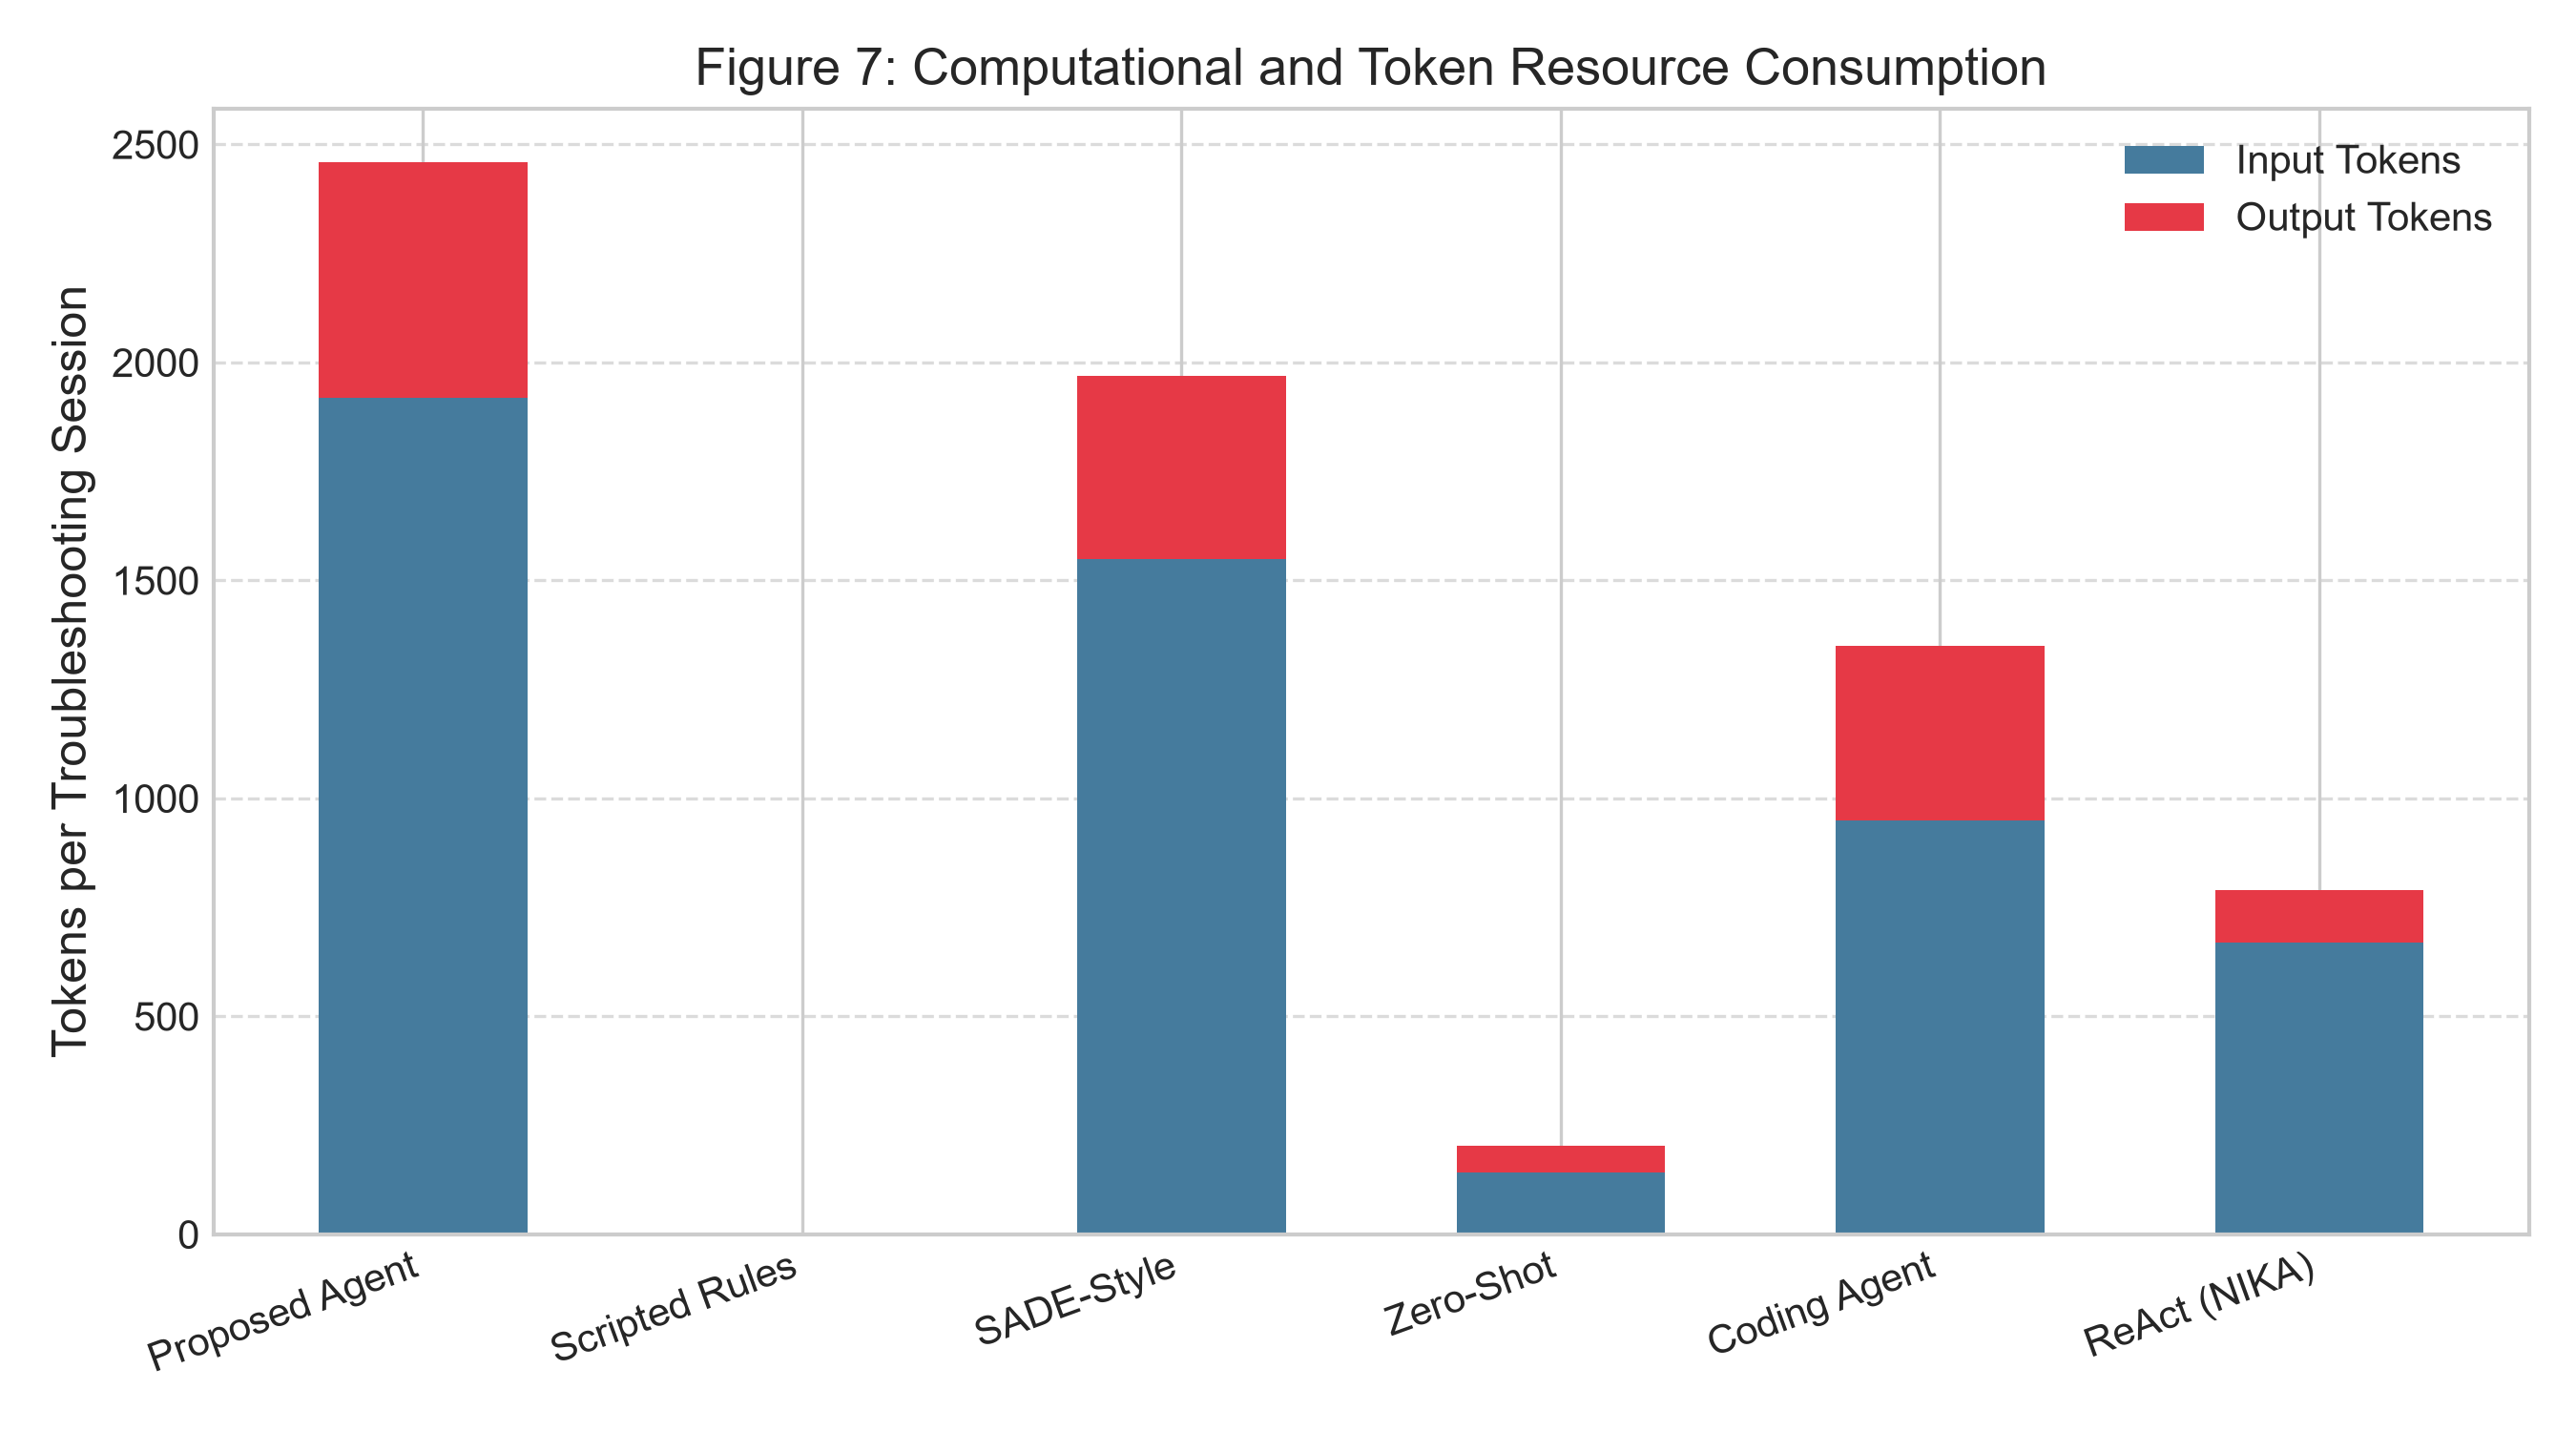 Figure 7: Computational and Token Resource Consumption
Tokens per Troubleshooting Session
2500
2000
1500
1000
500
0
Input Tokens
Output Tokens
Proposed Agent
Scripted Rules
SADE-Style
Zero-Shot
Coding Agent
ReAct (NIKA)